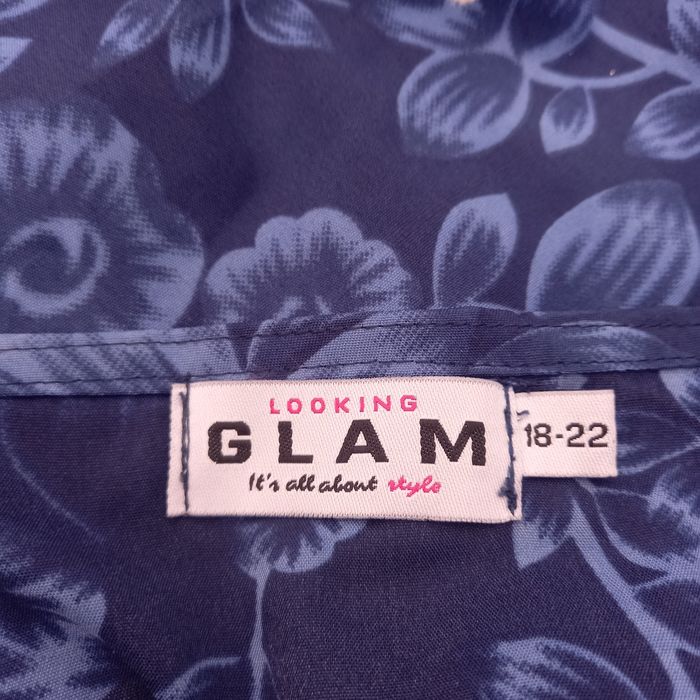 LOOKING
GLAM
It's all about style
18-22